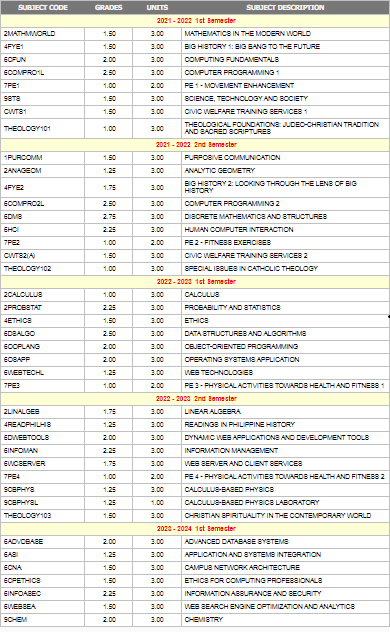 SUBJECT CODE GRADES UNITS SUBJECT DESCRIPTION
2021 - 2022 1st Semester
2MATHMWORLD 1.50 3.00 MATHEMATICS IN THE MODERN WORLD
4FYE1 1.50 3.00 BIG HISTORY 1: BIG BANG TO THE FUTURE
6CFUN 2.00 3.00 COMPUTING FUNDAMENTALS
6COMPRO1L 2.50 3.00 COMPUTER PROGRAMMING 1
7PE1 1.00 2.00 PE 1 - MOVEMENT ENHANCEMENT
9STS 1.50 3.00 SCIENCE, TECHNOLOGY AND SOCIETY
CWTS1 1.50 3.00 CIVIC WELFARE TRAINING SERVICES 1
THEOLOGY101 1.00 3.00 THEOLOGICAL FOUNDATIONS: JUDEO-CHRISTIAN TRADITION
AND SACRED SCRIPTURES
2021 - 2022 2nd Semester
1PURCOMM 1.50 3.00 PURPOSIVE COMMUNICATION
2ANAGEOM 1.25 3.00 ANALYTIC GEOMETRY
4FYE2 1.75 3.00 BIG HISTORY 2: LOOKING THROUGH THE LENS OF BIG
HISTORY
6COMPRO2L 2.50 3.00 COMPUTER PROGRAMMING 2
6DMS 2.75 3.00 DISCRETE MATHEMATICS AND STRUCTURES
6HCI 2.25 3.00 HUMAN COMPUTER INTERACTION
7PE2 1.00 2.00 PE 2 - FITNESS EXERCISES
CWTS2(A) 1.50 3.00 CIVIC WELFARE TRAINING SERVICES 2
THEOLOGY102 1.00 3.00 SPECIAL ISSUES IN CATHOLIC THEOLOGY
2022 - 2023 1st Semester
2CALCULUS 1.00 3.00 CALCULUS
2PROBSTAT 2.25 3.00 PROBABILITY AND STATISTICS
4ETHICS 1.50 3.00 ETHICS
6DSALGO 2.50 3.00 DATA STRUCTURES AND ALGORITHMS
6OOPLANG 2.00 3.00 OBJECT-ORIENTED PROGRAMMING
6OSAPP 2.00 3.00 OPERATING SYSTEMS APPLICATION
6WEBTECHL 1.25 3.00 WEB TECHNOLOGIES
7PE3 1.00 2.00 PE 3 - PHYSICAL ACTIVITIES TOWARDS HEALTH AND FITNESS 1
2022 - 2023 2nd Semester
2LINALGEB 1.75 3.00 LINEAR ALGEBRA
4READPHILHIS 1.25 3.00 READINGS IN PHILIPPINE HISTORY
6DWEBTOOLS 2.00 3.00 DYNAMIC WEB APPLICATIONS AND DEVELOPMENT TOOLS
6INFOMAN 2.25 3.00 INFORMATION MANAGEMENT
6WCSERVER 1.75 3.00 WEB SERVER AND CLIENT-SERVICES
7PE4 1.00 2.00 PE 4 - PHYSICAL ACTIVITIES TOWARDS HEALTH AND FITNESS 2
9CBPHYS 1.25 3.00 CALCULUS-BASED PHYSICS
9CBPHYSL 1.25 1.00 CALCULUS-BASED PHYSICS LABORATORY
THEOLOGY103 1.50 3.00 CHRISTIAN SPIRITUALITY IN THE CONTEMPORARY WORLD
2023 - 2024 1st Semester
6ADVDBASE 2.00 3.00 ADVANCED DATABASE SYSTEMS
6ASI 1.25 3.00 APPLICATION AND SYSTEMS INTEGRATION
6CNA 1.50 3.00 CAMPUS NETWORK ARCHITECTURE
6CPETHICS 1.50 3.00 ETHICS FOR COMPUTING PROFESSIONALS
6INFOASEC 2.25 3.00 INFORMATION ASSURANCE AND SECURITY
6WEBSEA 1.50 3.00 WEB SEARCH ENGINE OPTIMIZATION AND ANALYTICS
9CHEM 2.00 3.00 CHEMISTRY